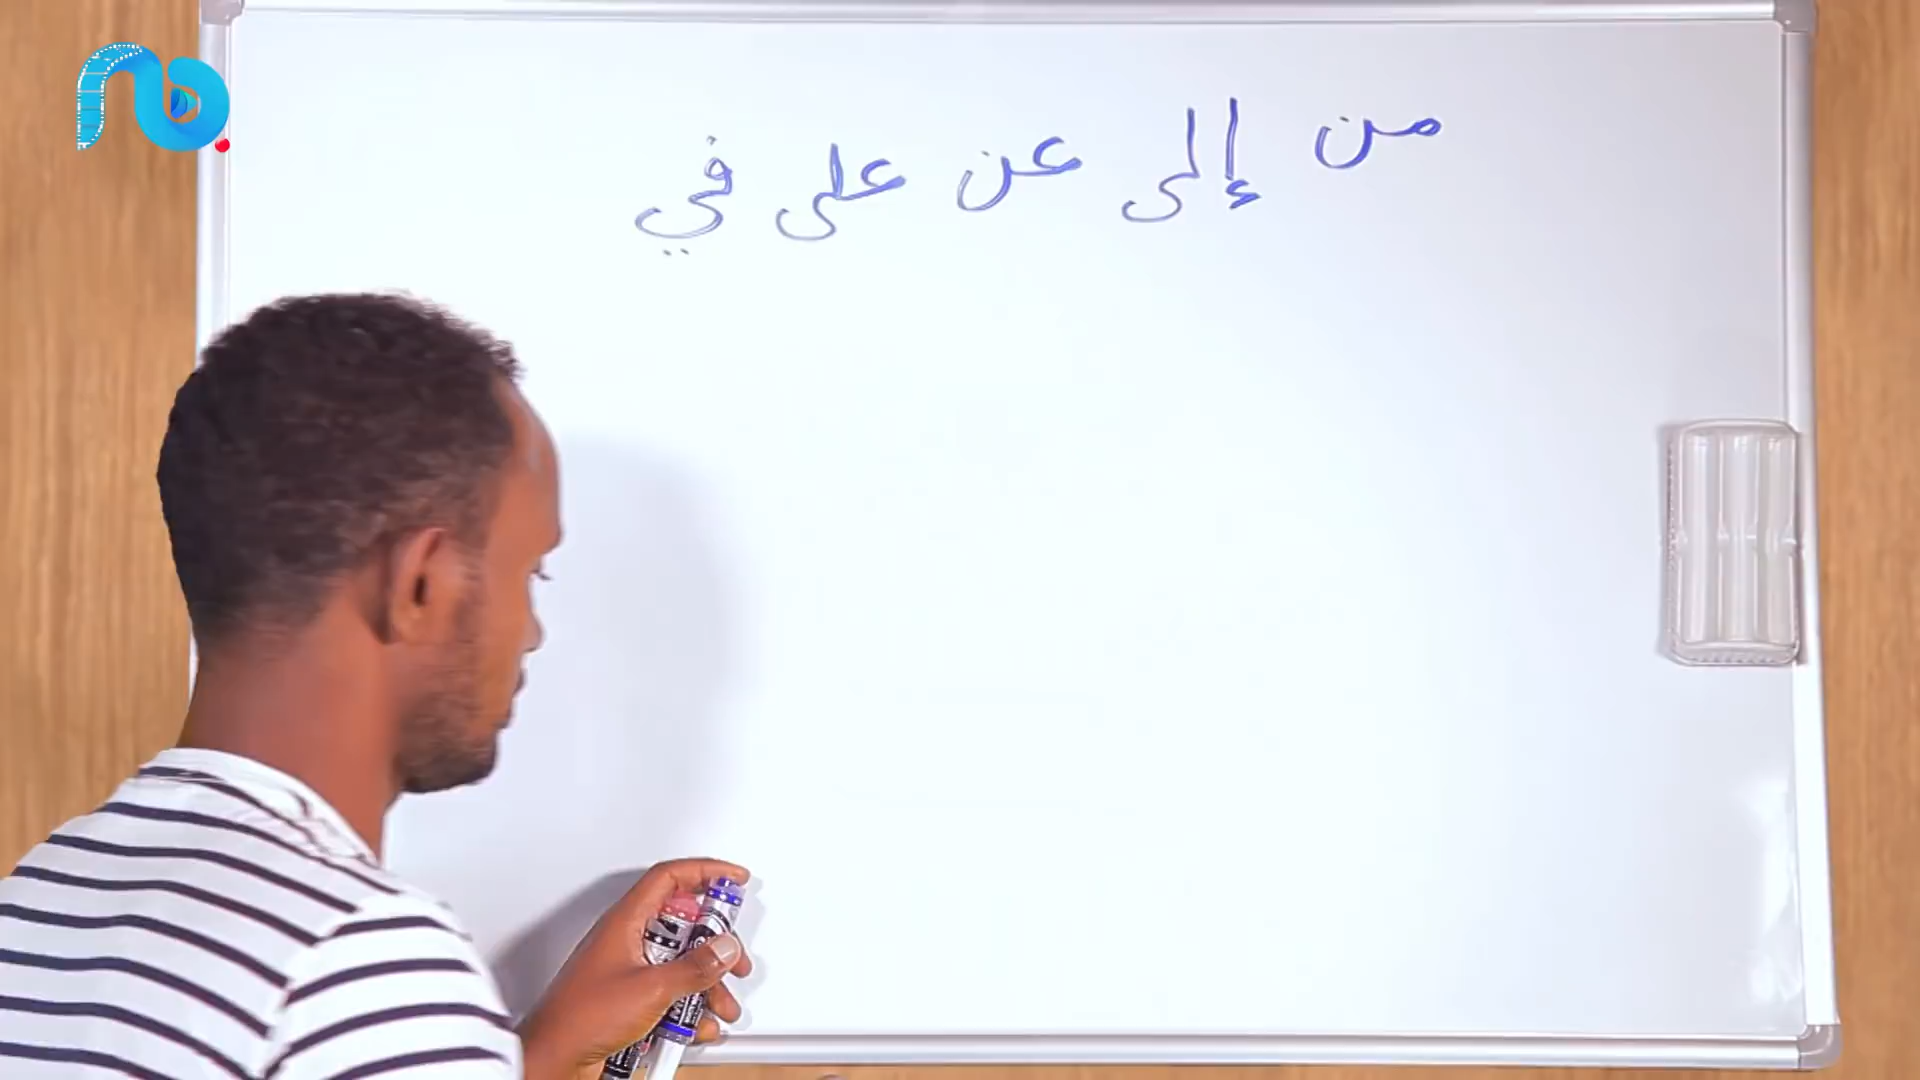 من إلى عن على في